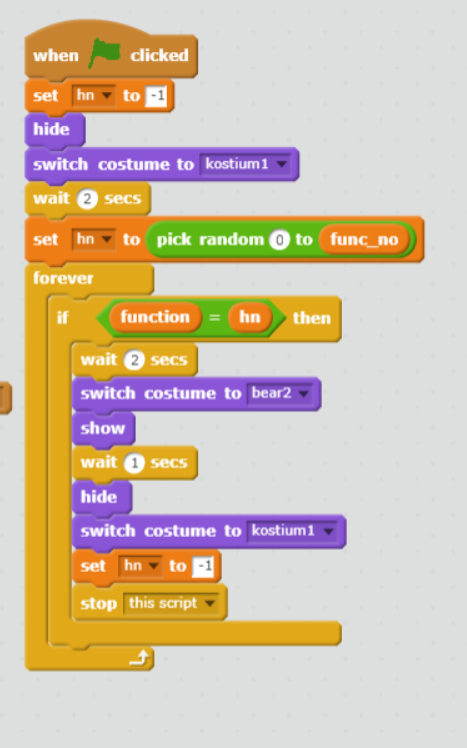 when clicked
set hn to -1
hide
switch costume to kostium1
wait 2 secs
set hn to pick random 0 to func_no
forever
if function = hn then
wait 2 secs
switch costume to bear2
show
wait 1 secs
hide
switch costume to kostium1
set hn to -1
stop this script